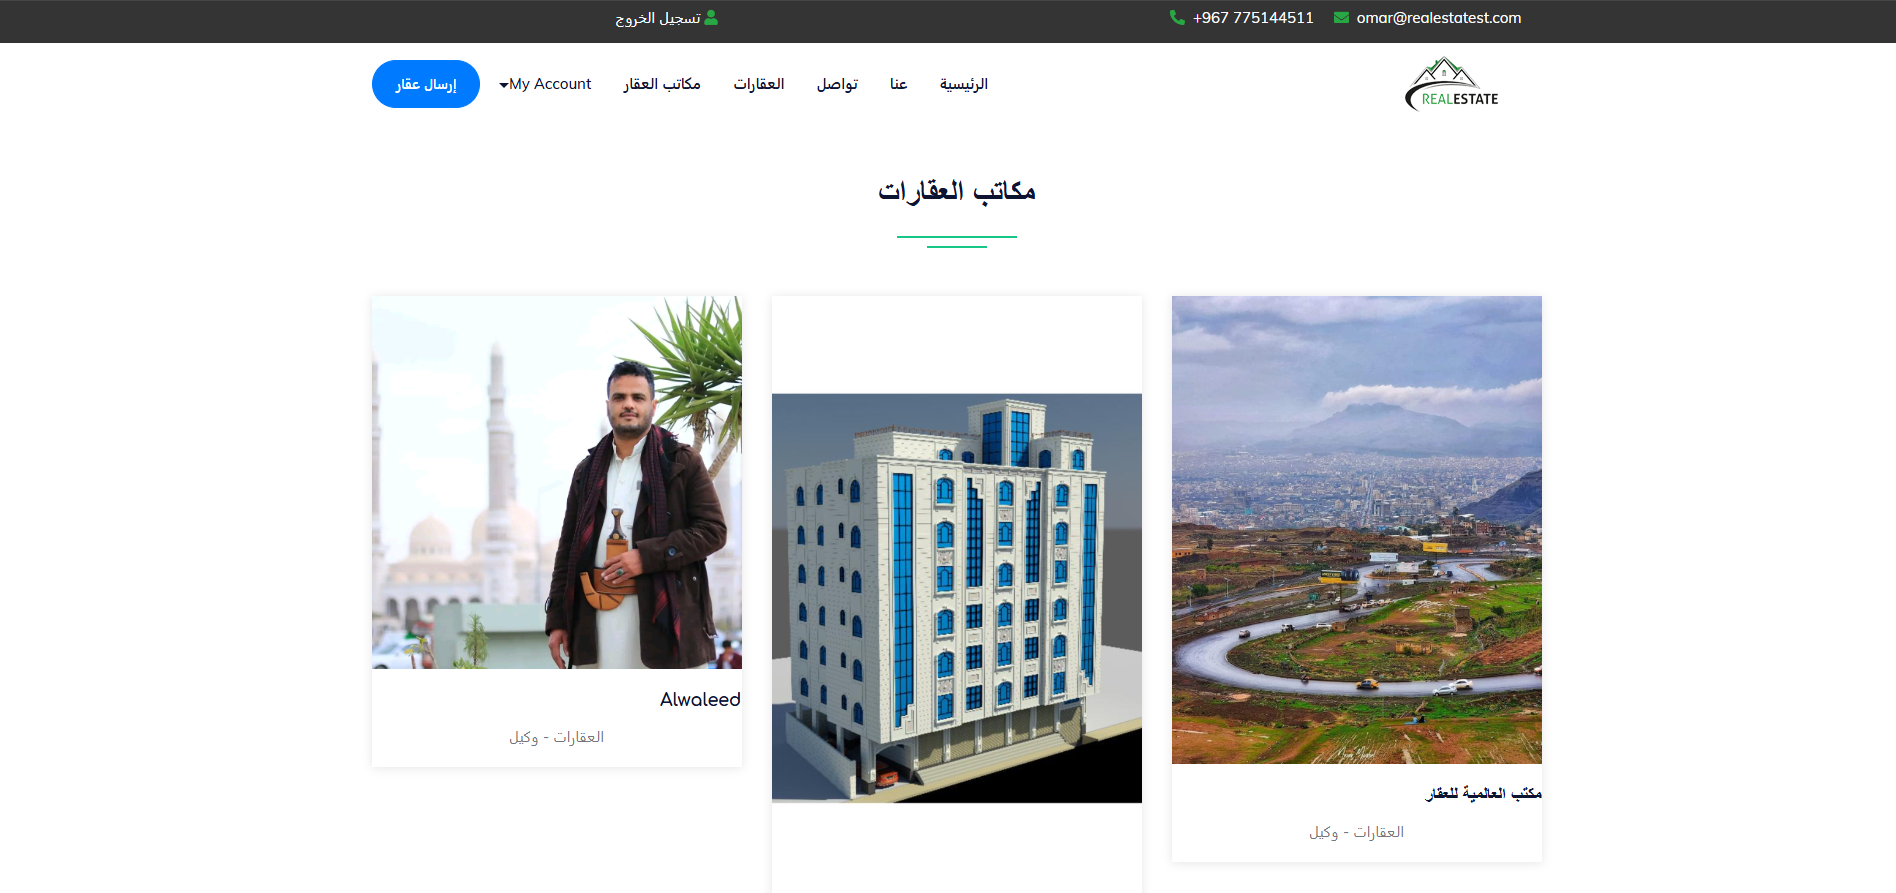 omar@realestatest.com +967 775144511 تسجيل الخروج
REALESTATE
الرئيسية عنا تواصل العقارات مكاتب العقار My Account إرسال عقار
مكاتب العقارات
مكتب العالمية للعقار
العقارات - وكيل
Alwaleed
العقارات - وكيل